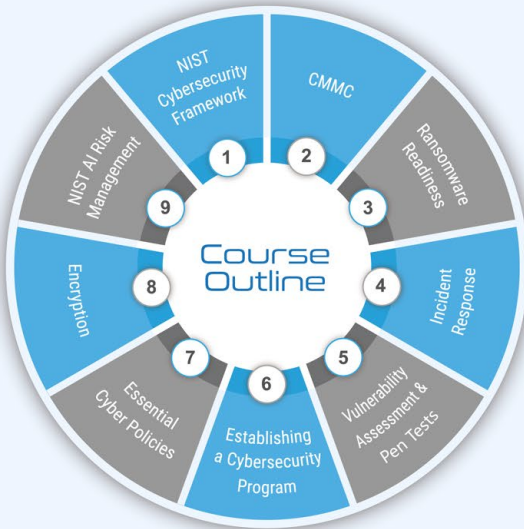 Course
Outline
1
NIST
Cybersecurity
Framework
2
CMMC
3
Ransomware
Readiness
4
Incident
Response
5
Vulnerability
Assessment &
Pen Tests
6
Establishing
a Cybersecurity
Program
7
Essential
Cyber Policies
8
Encryption
9
NIST AI Risk
Management